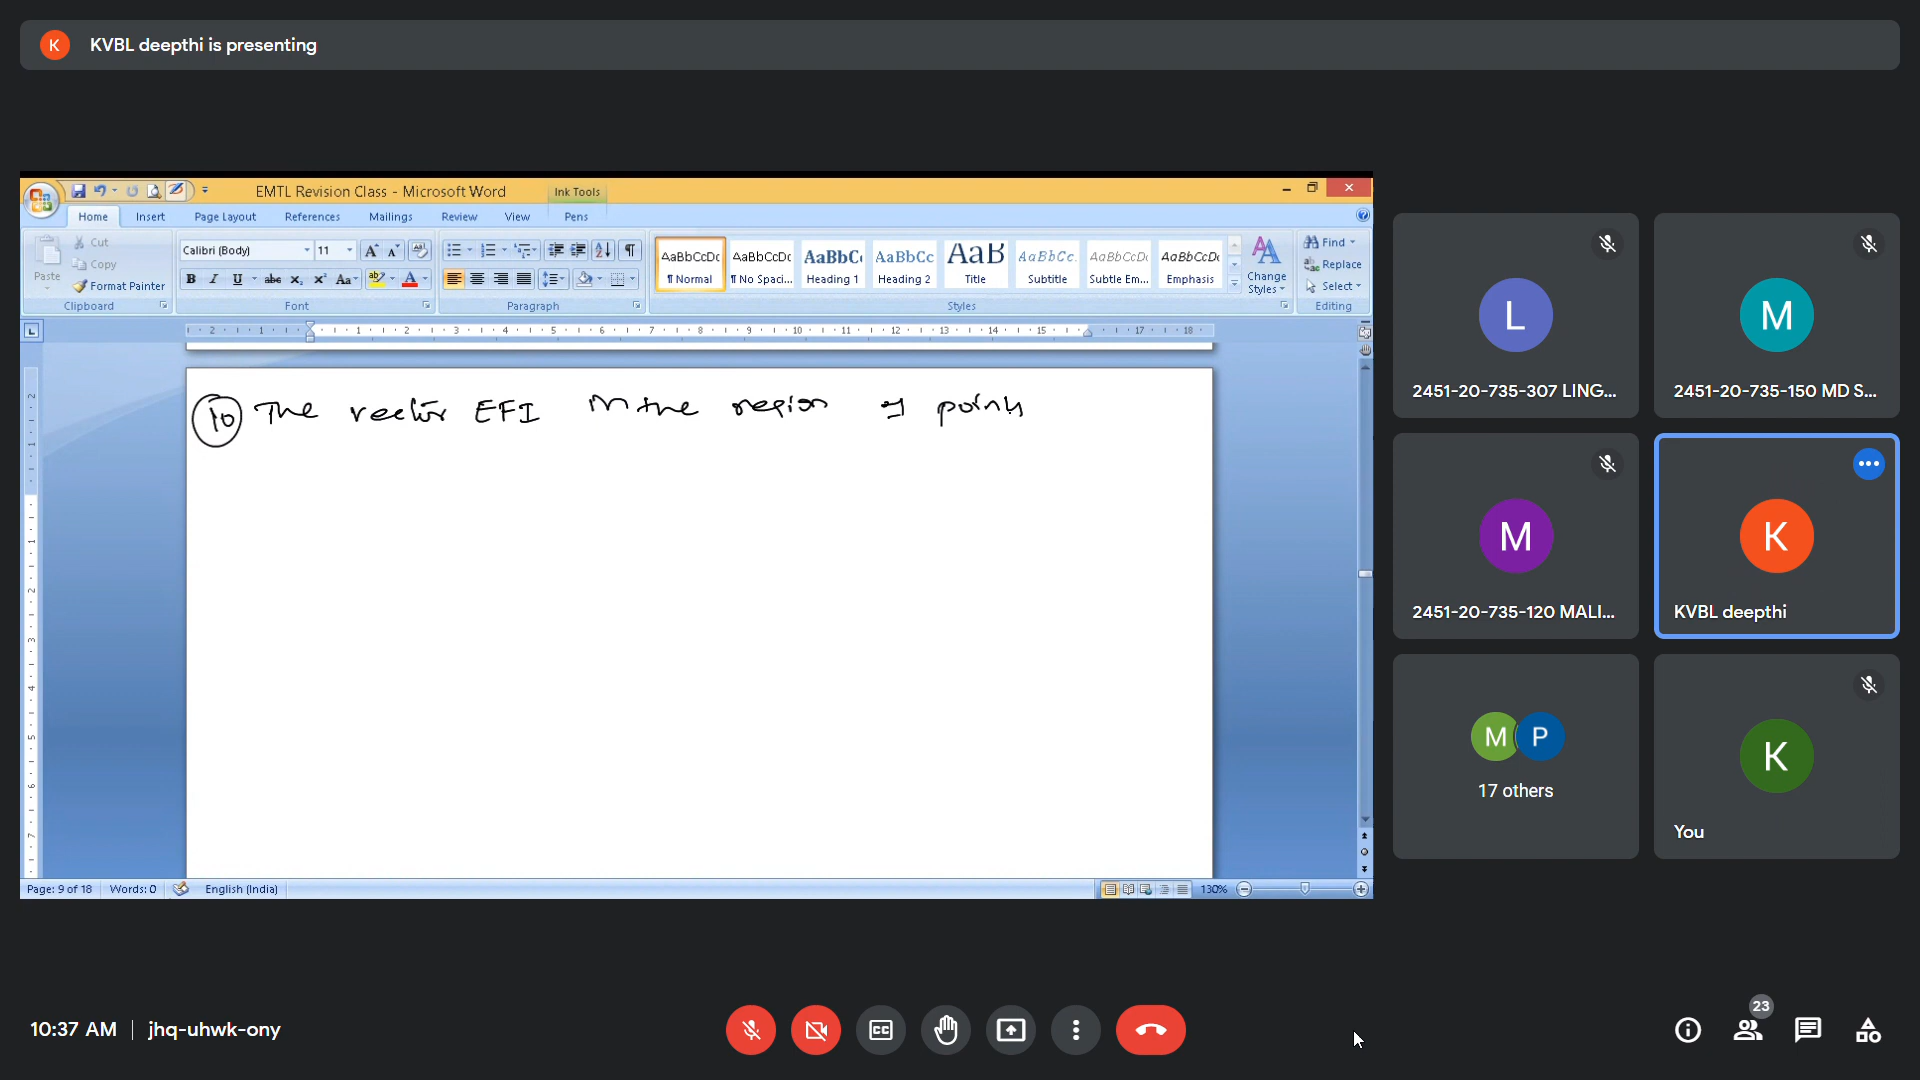 K KVBL deepthi is presenting
EMTL Revision Class - Microsoft Word
Ink Tools
Home Insert Page Layout References Mailings Review View Pens
Paste
Cut
Copy
Format Painter
Clipboard
Calibri (Body) 11
Font
Paragraph
AaBbCcDc AaBbCcDc AaBbC AaBbCc AaB AaBbCc. AaBbCcDc AaBbCcDc
¶ Normal ¶ No Spaci... Heading 1 Heading 2 Title Subtitle Subtle Em... Emphasis
Styles
Change Styles
Find
Replace
Select
Editing
10 The vector EFI in the region of points
Page: 9 of 18 Words: 0 English (India) 130%
L
2451-20-735-307 LING...
M
2451-20-735-150 MD S...
M
2451-20-735-120 MALI...
K
KVBL deepthi
M P
17 others
K
You
10:37 AM | jhq-uhwk-ony
CC
23